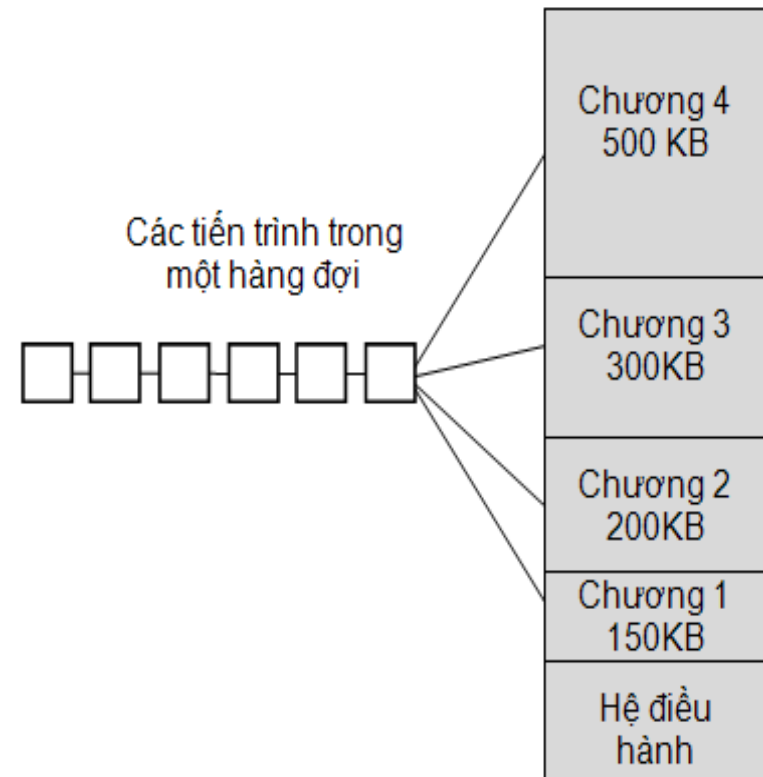 Các tiến trình trong
một hàng đợi
Chương 4
500 KB
Chương 3
300KB
Chương 2
200KB
Chương 1
150KB
Hệ điều
hành